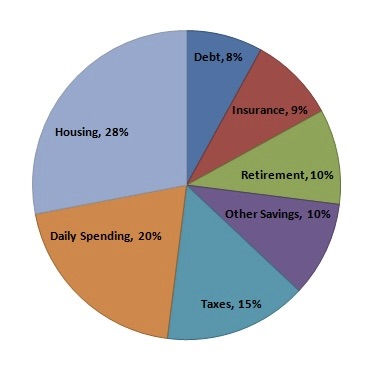 Debt, 8%
Insurance, 9%
Retirement, 10%
Other Savings, 10%
Taxes, 15%
Daily Spending, 20%
Housing, 28%